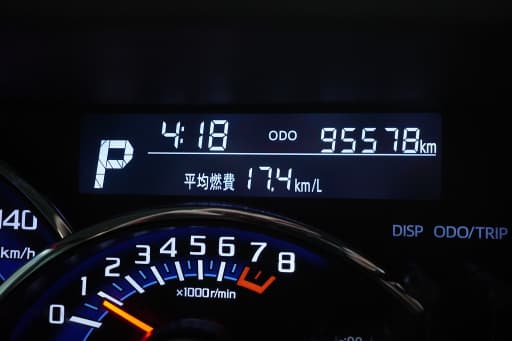 4:18 ODO 95578km
P
平均燃費 17.4km/L
DISP ODO/TRIP
140
km/h
0 1 2 3 4 5 6 7 8
×1000r/min